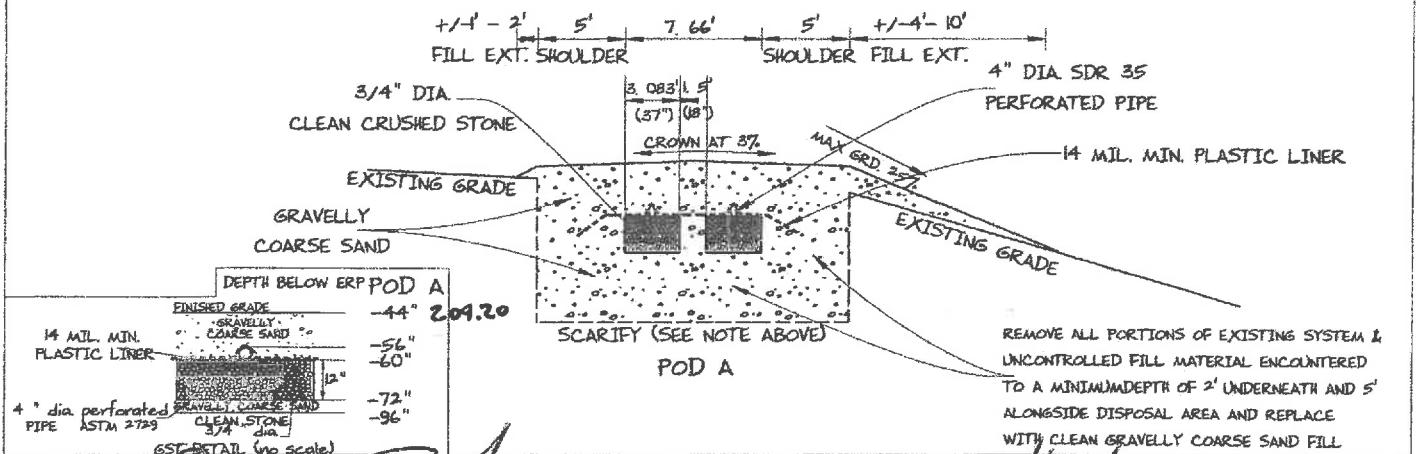 +/-1' - 2' 5' 7.66' 5' +/-4'- 10'
FILL EXT. SHOULDER SHOULDER FILL EXT.
3/4" DIA
CLEAN CRUSHED STONE
3.083' 1.5'
(37") (18")
CROWN AT 3%
4" DIA SDR 35
PERFORATED PIPE
MAX GRD 25%
14 MIL. MIN. PLASTIC LINER
EXISTING GRADE
GRAVELLY
COARSE SAND
EXISTING GRADE
SCARIFY (SEE NOTE ABOVE)
POD A
REMOVE ALL PORTIONS OF EXISTING SYSTEM &
UNCONTROLLED FILL MATERIAL ENCOUNTERED
TO A MINIMUMDEPTH OF 2' UNDERNEATH AND 5'
ALONGSIDE DISPOSAL AREA AND REPLACE
WITH CLEAN GRAVELLY COARSE SAND FILL
DEPTH BELOW ERP POD A
FINISHED GRADE -44" 209.20
GRAVELLY
COARSE SAND
14 MIL. MIN.
PLASTIC LINER
-56"
-60"
12"
-72"
-96"
4 " dia perforated
PIPE ASTM 2729
GRAVELLY COARSE SAND
CLEAN STONE
3/4" dia
GST DETAIL (no scale)